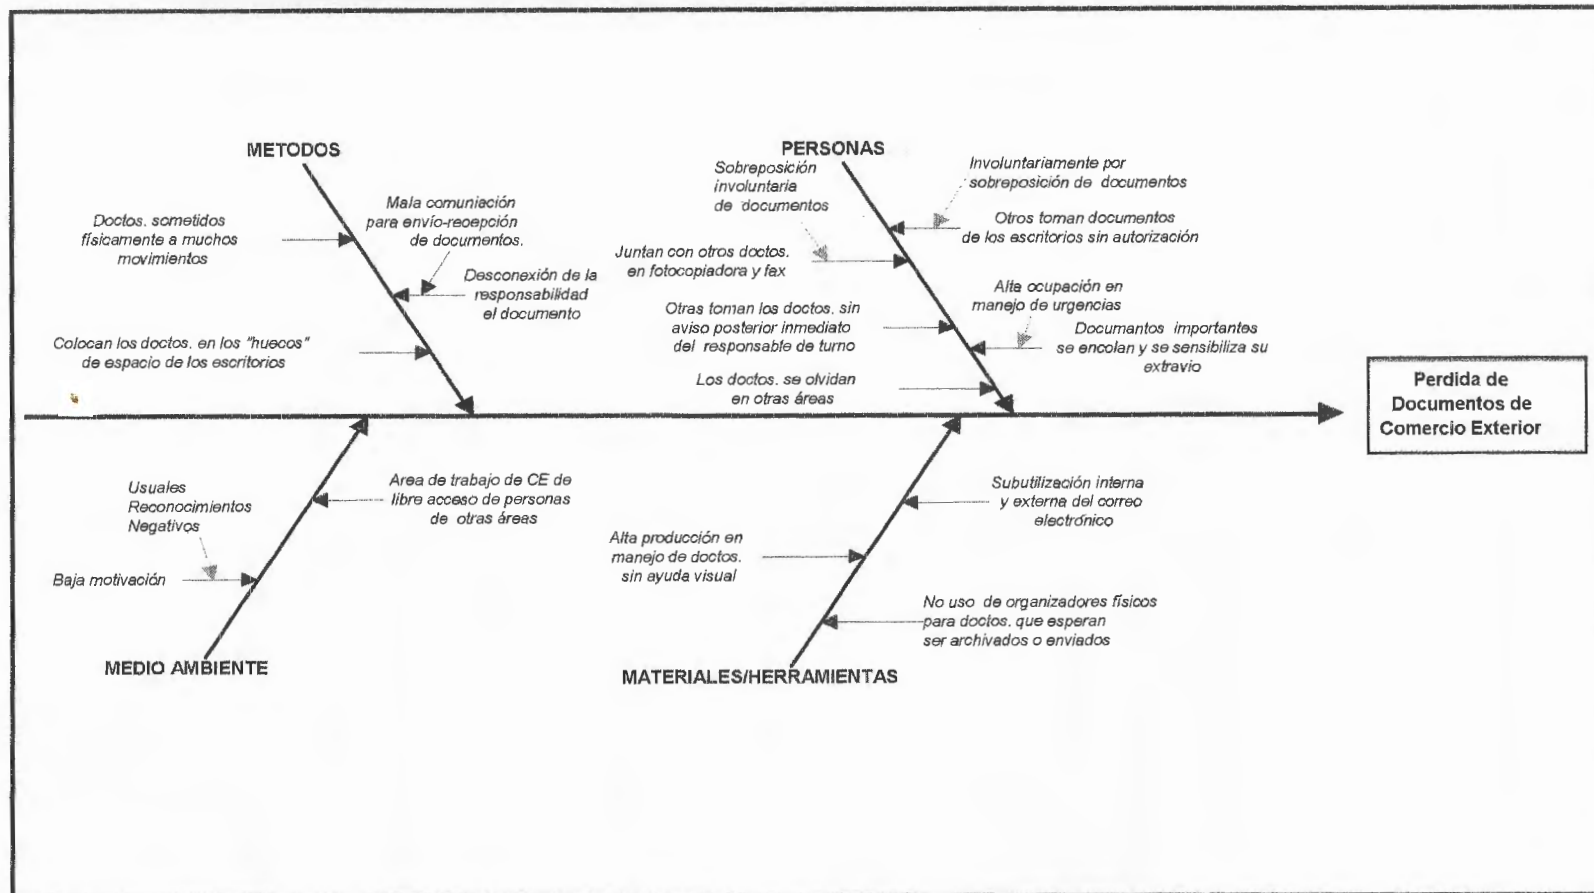 METODOS
Doctos. sometidos
físicamente a muchos
movimientos
Mala comuniación
para envío-recepción
de documentos.
Desconexión de la
responsabilidad
el documento
Colocan los doctos. en los "huecos"
de espacio de los escritorios
PERSONAS
Sobreposición
involuntaria
de documentos
Involuntariamente por
sobreposición de documentos
Otros toman documentos
de los escritorios sin autorización
Juntan con otros doctos.
en fotocopiadora y fax
Alta ocupación en
manejo de urgencias
Otras toman los doctos. sin
aviso posterior inmediato
del responsable de turno
Documantos importantes
se encolan y se sensibiliza su
extravio
Los doctos. se olvidan
en otras áreas
Perdida de
Documentos de
Comercio Exterior
Usuales
Reconocimientos
Negativos
Area de trabajo de CE de
libre acceso de personas
de otras áreas
Baja motivación
MEDIO AMBIENTE
Subutilización interna
y externa del correo
electrónico
Alta producción en
manejo de doctos.
sin ayuda visual
No uso de organizadores físicos
para doctos. que esperan
ser archivados o enviados
MATERIALES/HERRAMIENTAS